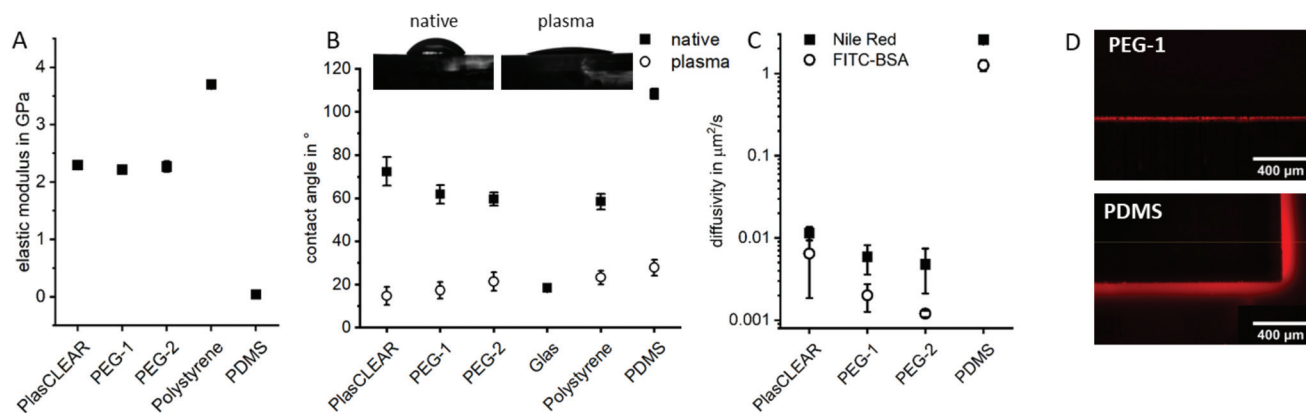 A
elastic modulus in GPa
4
3
2
1
0
PlasCLEAR
PEG-1
PEG-2
Polystyrene
PDMS
B
native
plasma
native
plasma
contact angle in °
120
100
80
60
40
20
0
PlasCLEAR
PEG-1
PEG-2
Glas
Polystyrene
PDMS
C
Nile Red
FITC-BSA
diffusivity in µm²/s
1
0.1
0.01
0.001
PlasCLEAR
PEG-1
PEG-2
PDMS
D
PEG-1
400 µm
PDMS
400 µm